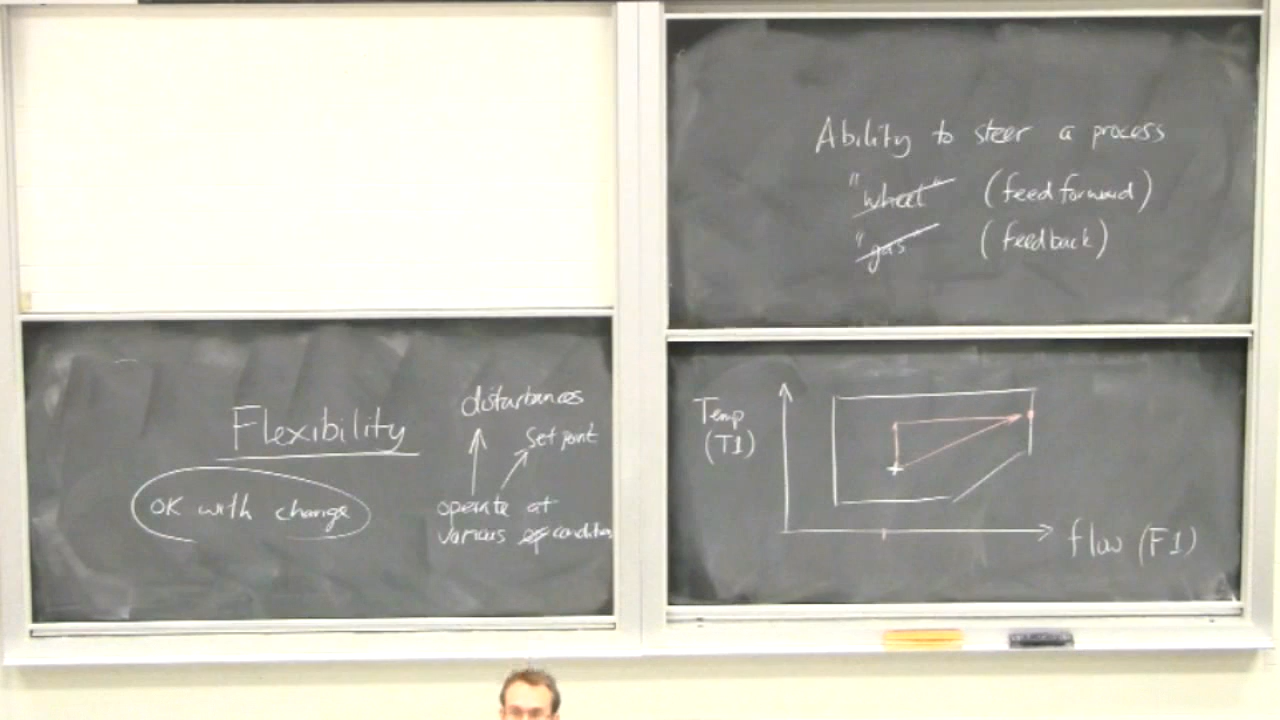 Flexibility
OK with change
disturbances
set point
operate at
various op conditions
Ability to steer a process
"wheel" (feed forward)
"gas" (feedback)
Temp
(T1)
flow (F1)